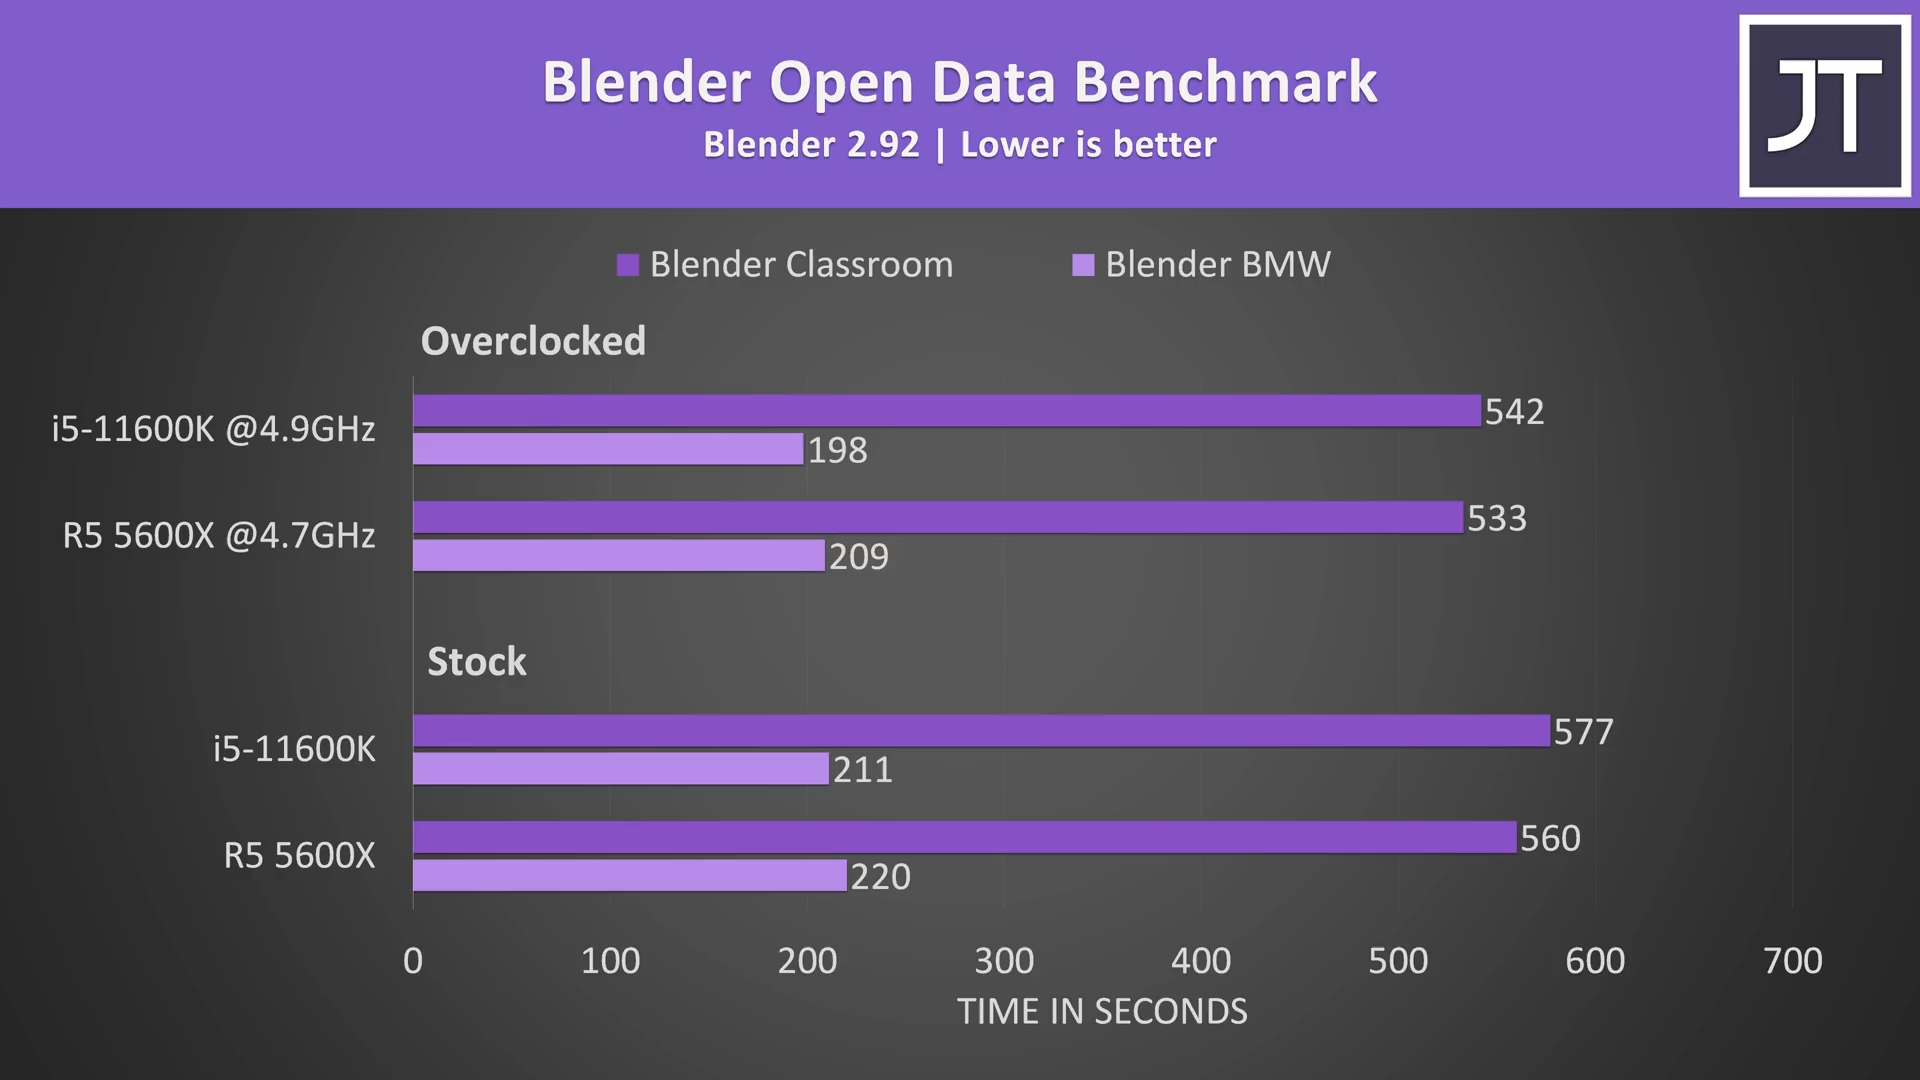 Blender Open Data Benchmark
Blender 2.92 | Lower is better
JT
Blender Classroom
Blender BMW
Overclocked
i5-11600K @4.9GHz
542
198
R5 5600X @4.7GHz
533
209
Stock
i5-11600K
577
211
R5 5600X
560
220
0 100 200 300 400 500 600 700
TIME IN SECONDS